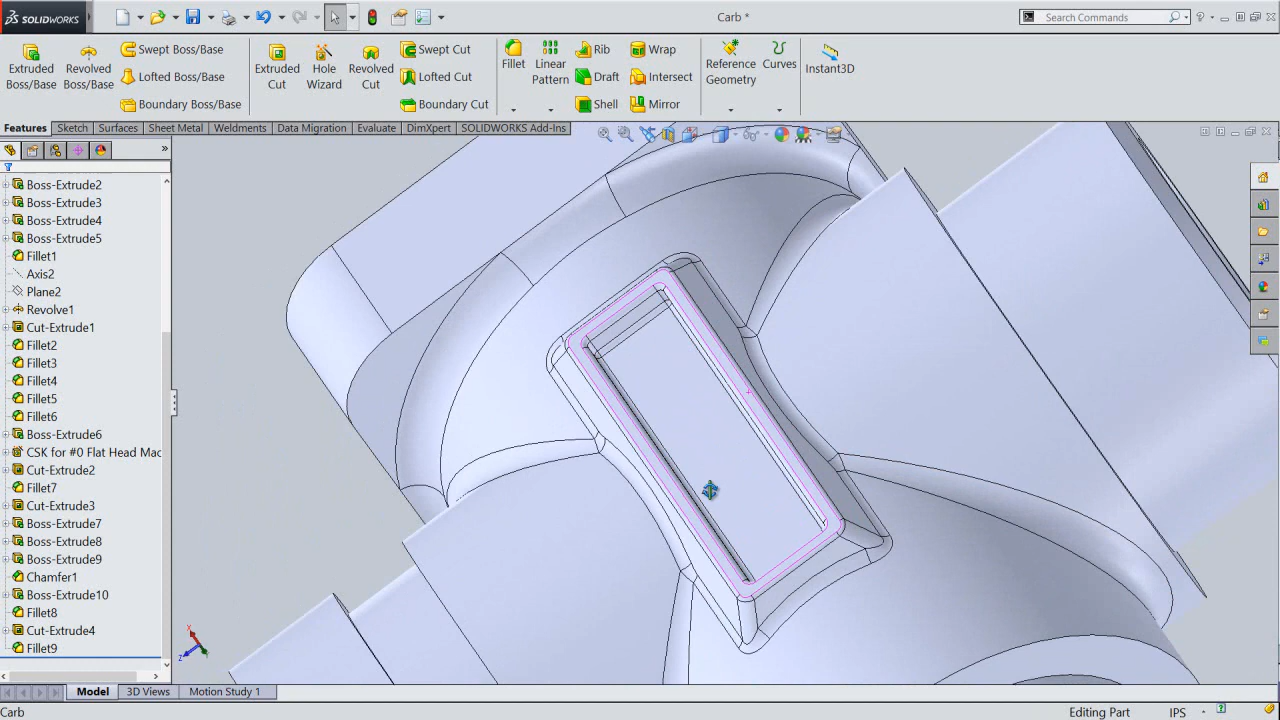 SOLIDWORKS
Carb *
Search Commands
Extruded Boss/Base
Revolved Boss/Base
Swept Boss/Base
Lofted Boss/Base
Boundary Boss/Base
Extruded Cut
Hole Wizard
Revolved Cut
Swept Cut
Lofted Cut
Boundary Cut
Fillet
Linear Pattern
Rib
Draft
Shell
Wrap
Intersect
Mirror
Reference Geometry
Curves
Instant3D
Features Sketch Surfaces Sheet Metal Weldments Data Migration Evaluate DimXpert SOLIDWORKS Add-Ins
Boss-Extrude2
Boss-Extrude3
Boss-Extrude4
Boss-Extrude5
Fillet1
Axis2
Plane2
Revolve1
Cut-Extrude1
Fillet2
Fillet3
Fillet4
Fillet5
Fillet6
Boss-Extrude6
CSK for #0 Flat Head Mac
Cut-Extrude2
Fillet7
Cut-Extrude3
Boss-Extrude7
Boss-Extrude8
Boss-Extrude9
Chamfer1
Boss-Extrude10
Fillet8
Cut-Extrude4
Fillet9
X
Z
Model 3D Views Motion Study 1
Carb
Editing Part IPS